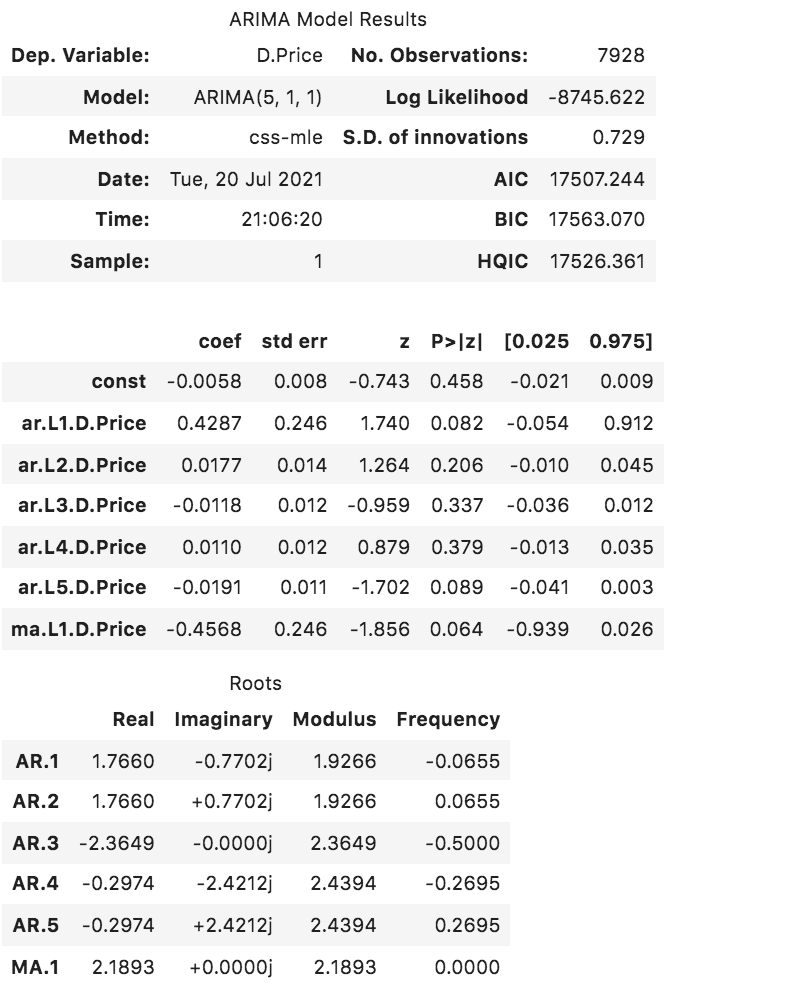 ARIMA Model Results
Dep. Variable: D.Price No. Observations: 7928
Model: ARIMA(5, 1, 1) Log Likelihood -8745.622
Method: css-mle S.D. of innovations 0.729
Date: Tue, 20 Jul 2021 AIC 17507.244
Time: 21:06:20 BIC 17563.070
Sample: 1 HQIC 17526.361
coef std err z P>|z| [0.025 0.975]
const -0.0058 0.008 -0.743 0.458 -0.021 0.009
ar.L1.D.Price 0.4287 0.246 1.740 0.082 -0.054 0.912
ar.L2.D.Price 0.0177 0.014 1.264 0.206 -0.010 0.045
ar.L3.D.Price -0.0118 0.012 -0.959 0.337 -0.036 0.012
ar.L4.D.Price 0.0110 0.012 0.879 0.379 -0.013 0.035
ar.L5.D.Price -0.0191 0.011 -1.702 0.089 -0.041 0.003
ma.L1.D.Price -0.4568 0.246 -1.856 0.064 -0.939 0.026
Roots
Real Imaginary Modulus Frequency
AR.1 1.7660 -0.7702j 1.9266 -0.0655
AR.2 1.7660 +0.7702j 1.9266 0.0655
AR.3 -2.3649 -0.0000j 2.3649 -0.5000
AR.4 -0.2974 -2.4212j 2.4394 -0.2695
AR.5 -0.2974 +2.4212j 2.4394 0.2695
MA.1 2.1893 +0.0000j 2.1893 0.0000